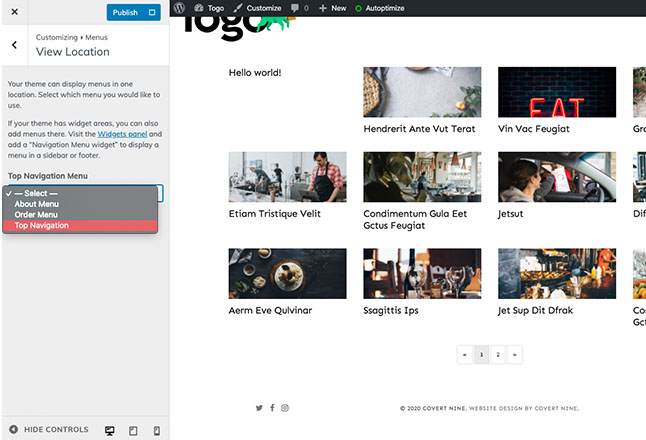 Publish
Customizing ▸ Menus
View Location
Your theme can display menus in one
location. Select which menu you would like to
use.
If your theme has widget areas, you can also
add menus there. Visit the Widgets panel and
add a “Navigation Menu widget” to display a
menu in a sidebar or footer.
Top Navigation Menu
✓ — Select —
About Menu
Order Menu
Top Navigation
HIDE CONTROLS
Togo
Customize
0
+ New
Autoptimize
Togo
Hello world!
Hendrerit Ante Vut Terat
EAT
Vin Vac Feugiat
Gra
Etiam Tristique Velit
Condimentum Gula Eet
Gctus Feugiat
Jetsut
Dif
Aerm Eve Qulvinar
Ssagittis Ips
Jet Sup Dit Dfrak
Co
Gct
« 1 2 »
© 2020 COVERT NINE. WEBSITE DESIGN BY COVERT NINE.